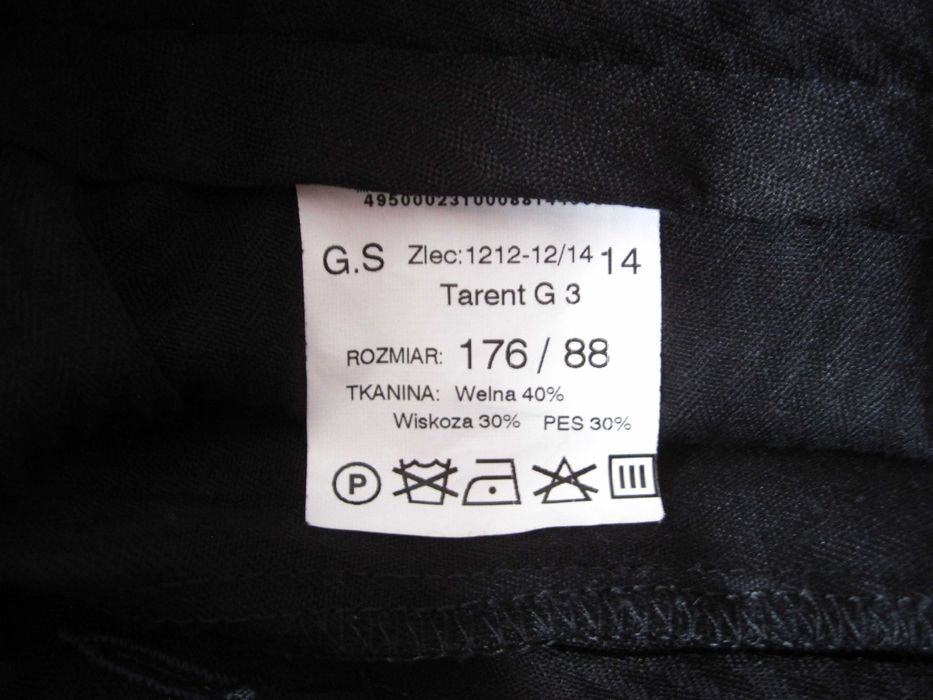 G.S Zlec:1212-12/14 14
Tarent G 3
ROZMIAR: 176 / 88
TKANINA: Welna 40%
Wiskoza 30% PES 30%
P